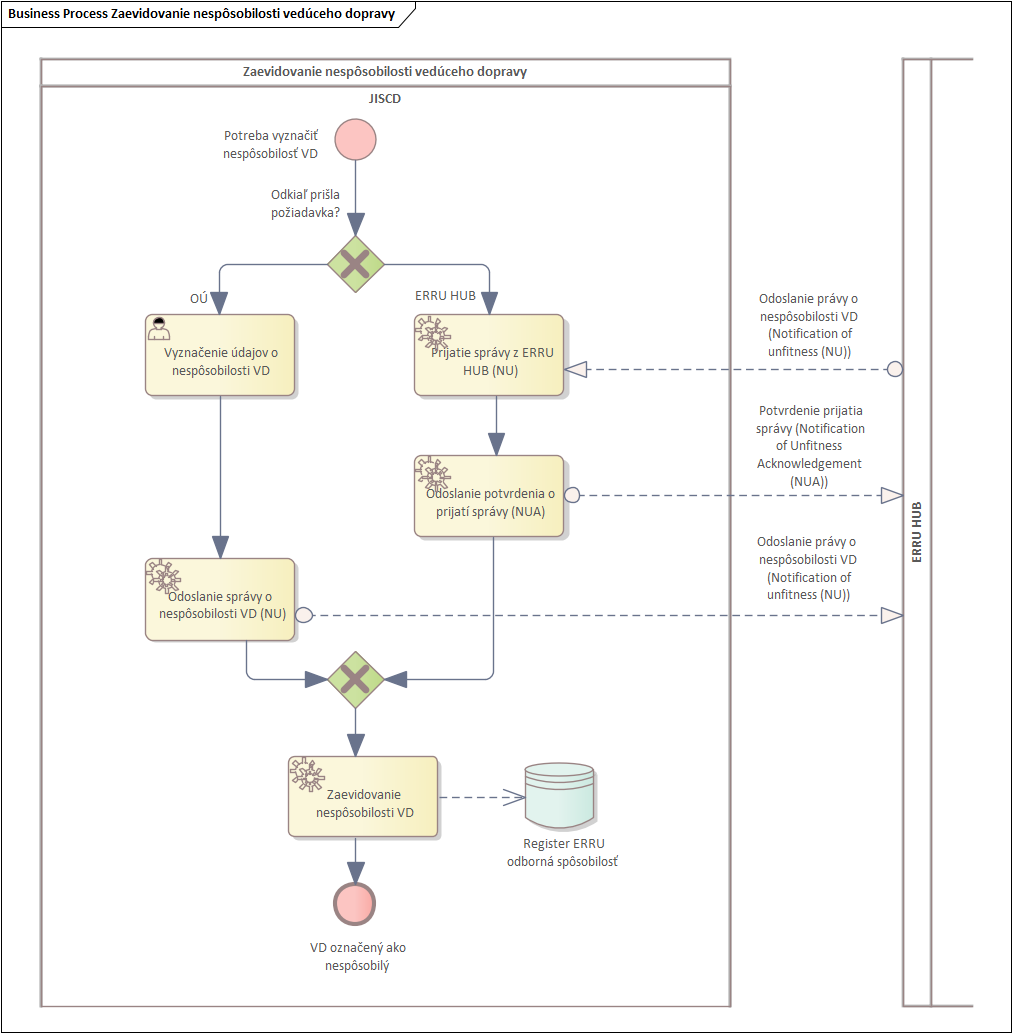 Business Process Zaevidovanie nespôsobilosti vedúceho dopravy
Zaevidovanie nespôsobilosti vedúceho dopravy
JISCD
Potreba vyznačiť
nespôsobilosť VD
Odkiaľ prišla
požiadavka?
OÚ
ERRU HUB
Vyznačenie údajov o
nespôsobilosti VD
Prijatie správy z ERRU
HUB (NU)
Odoslanie právy o
nespôsobilosti VD
(Notification of
unfitness (NU))
Potvrdenie prijatia
správy (Notification
of Unfitness
Acknowledgement
(NUA))
Odoslanie potvrdenia o
prijatí správy (NUA)
ERRU HUB
Odoslanie právy o
nespôsobilosti VD
(Notification of
unfitness (NU))
Odoslanie správy o
nespôsobilosti VD (NU)
Zaevidovanie
nespôsobilosti VD
Register ERRU
odborná spôsobilosť
VD označený ako
nespôsobilý